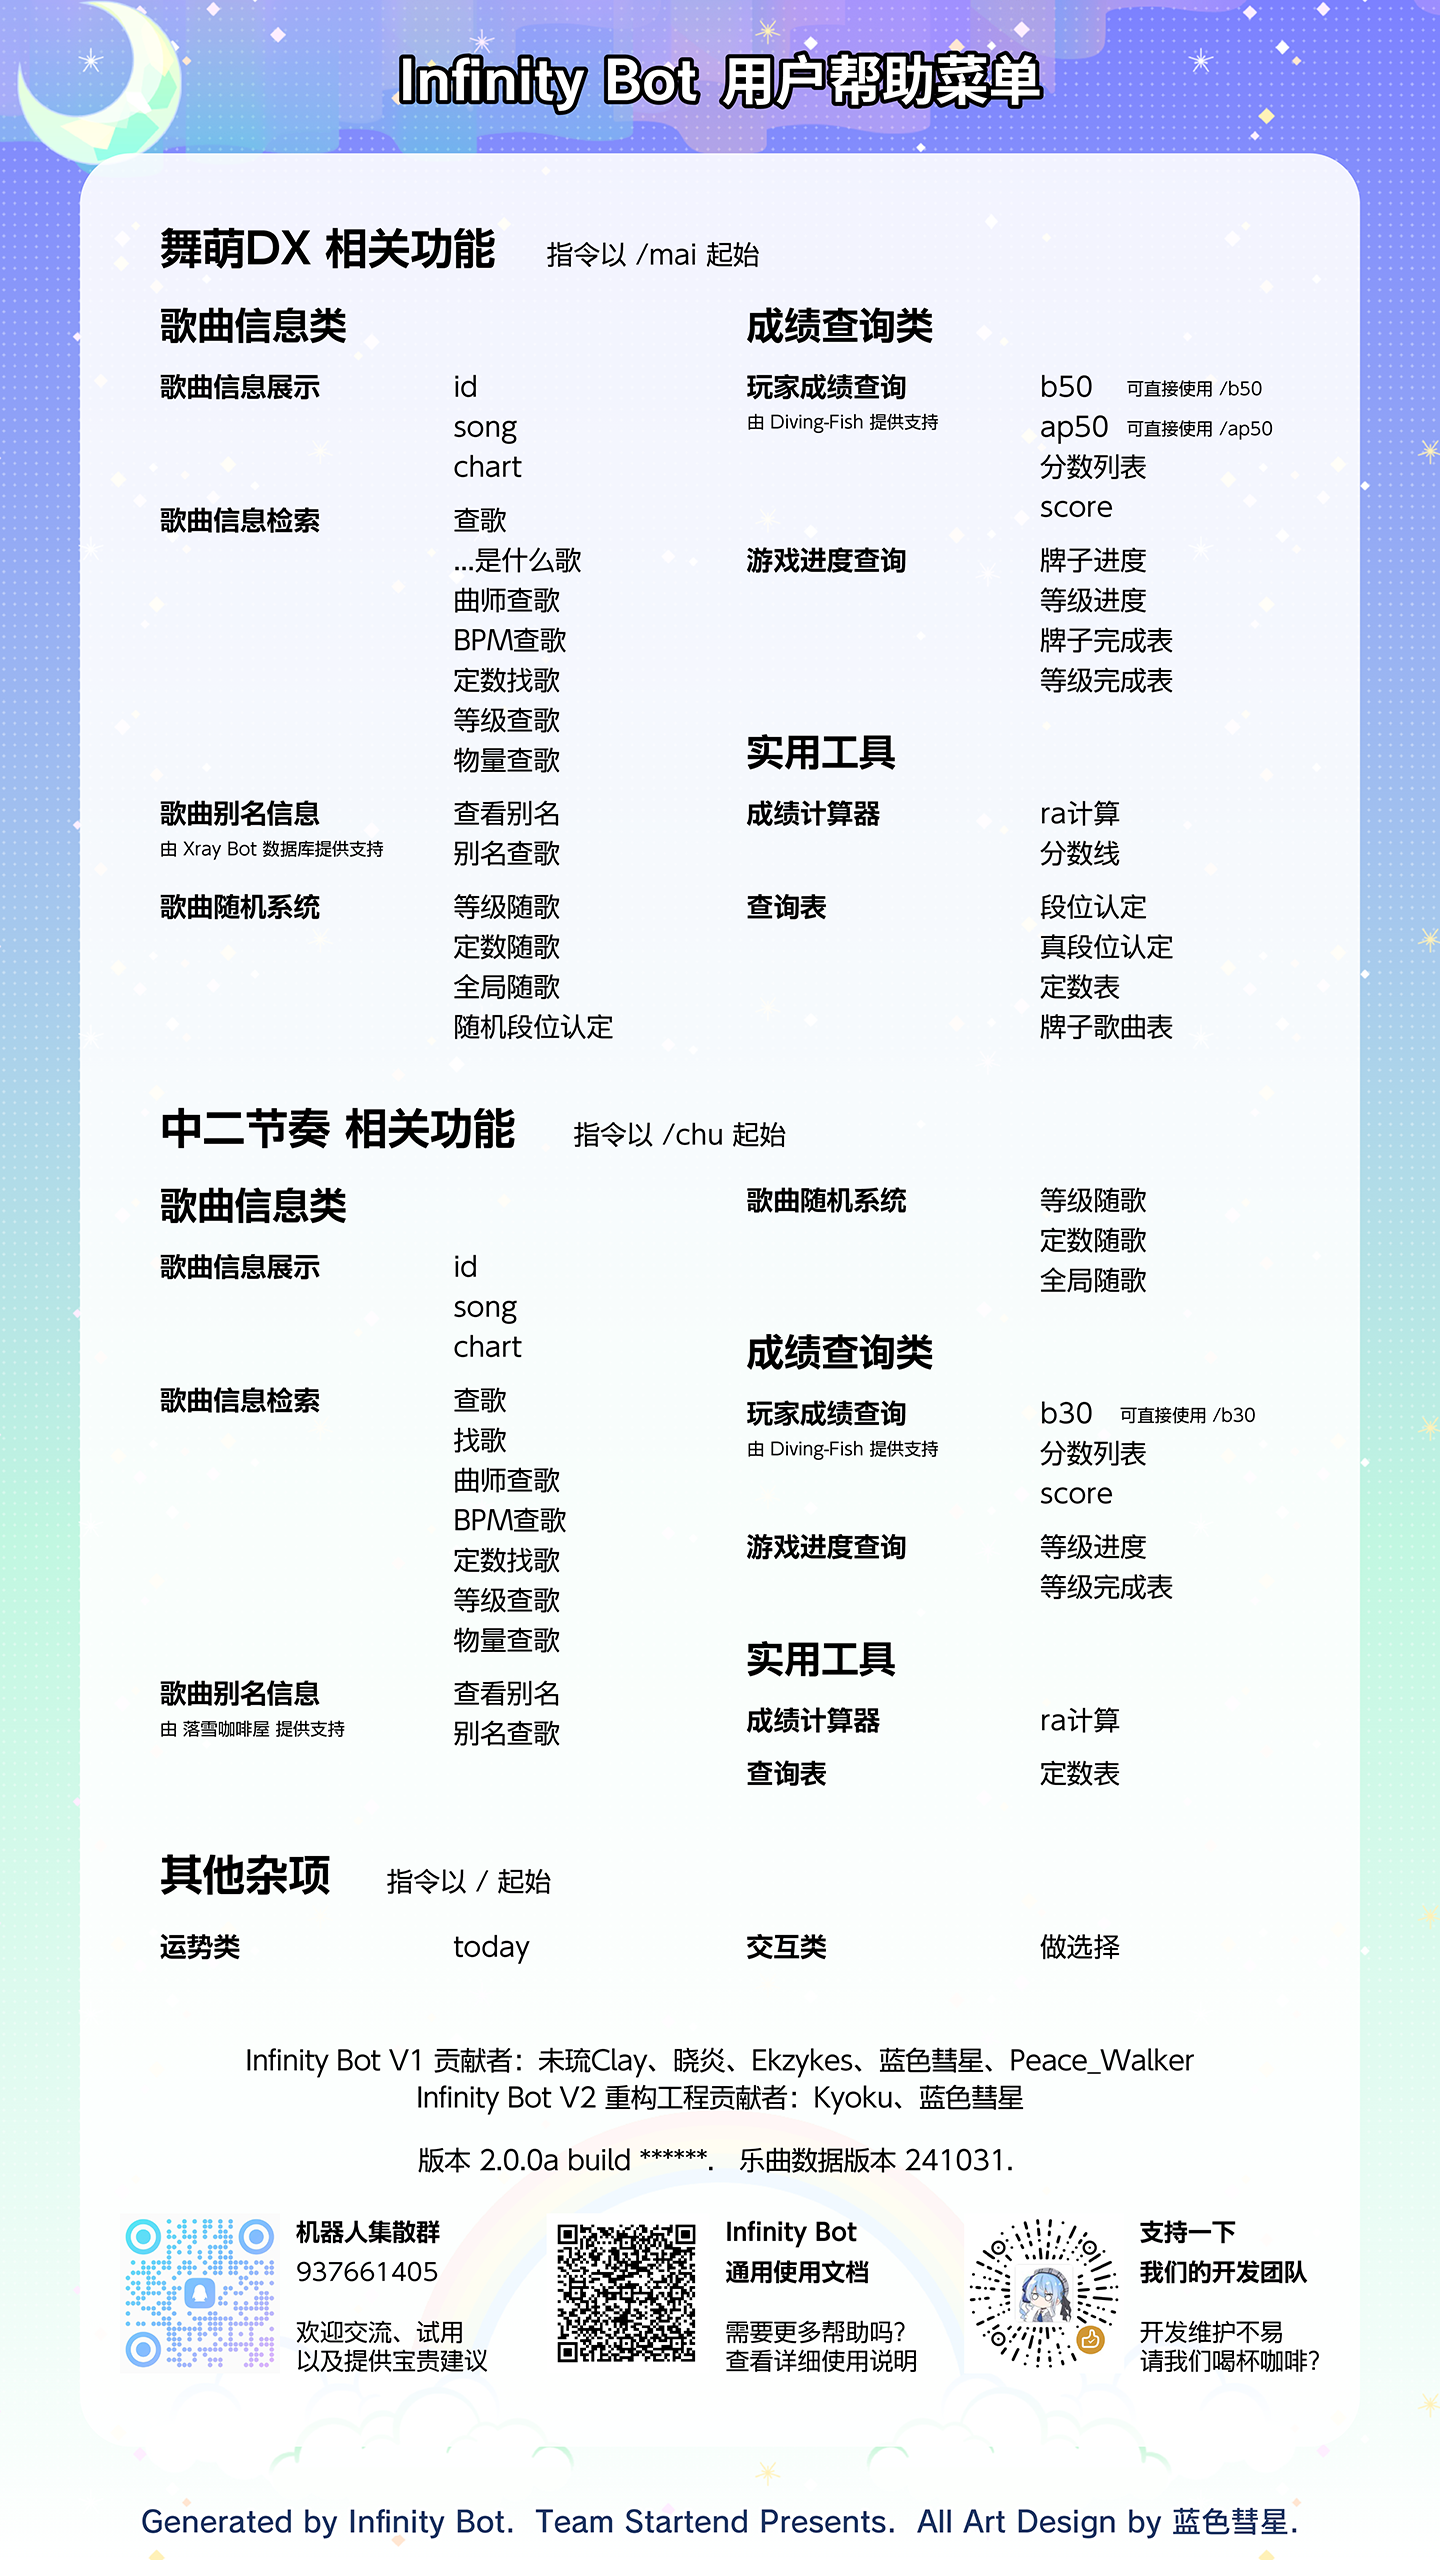 Infinity Bot 用户帮助菜单
舞萌DX 相关功能 指令以 /mai 起始
歌曲信息类
歌曲信息展示 id
song
chart
歌曲信息检索 查歌
...是什么歌
曲师查歌
BPM查歌
定数找歌
等级查歌
物量查歌
歌曲别名信息 查看别名
由 Xray Bot 数据库提供支持 别名查歌
歌曲随机系统 等级随歌
定数随歌
全局随歌
随机段位认定
成绩查询类
玩家成绩查询 b50 可直接使用 /b50
由 Diving-Fish 提供支持 ap50 可直接使用 /ap50
分数列表
score
游戏进度查询 牌子进度
等级进度
牌子完成表
等级完成表
实用工具
成绩计算器 ra计算
分数线
查询表 段位认定
真段位认定
定数表
牌子歌曲表
中二节奏 相关功能 指令以 /chu 起始
歌曲信息类
歌曲信息展示 id
song
chart
歌曲信息检索 查歌
找歌
曲师查歌
BPM查歌
定数找歌
等级查歌
物量查歌
歌曲别名信息 查看别名
由 落雪咖啡屋 提供支持 别名查歌
歌曲随机系统 等级随歌
定数随歌
全局随歌
成绩查询类
玩家成绩查询 b30 可直接使用 /b30
由 Diving-Fish 提供支持 分数列表
score
游戏进度查询 等级进度
等级完成表
实用工具
成绩计算器 ra计算
查询表 定数表
其他杂项 指令以 / 起始
运势类 today 交互类 做选择
Infinity Bot V1 贡献者：未琉Clay、晓炎、Ekzykes、蓝色彗星、Peace_Walker
Infinity Bot V2 重构工程贡献者：Kyoku、蓝色彗星
版本 2.0.0a build ******. 乐曲数据版本 241031.
机器人集散群
937661405
欢迎交流、试用
以及提供宝贵建议
Infinity Bot
通用使用文档
需要更多帮助吗？
查看详细使用说明
支持一下
我们的开发团队
开发维护不易
请我们喝杯咖啡？
Generated by Infinity Bot. Team Startend Presents. All Art Design by 蓝色彗星.